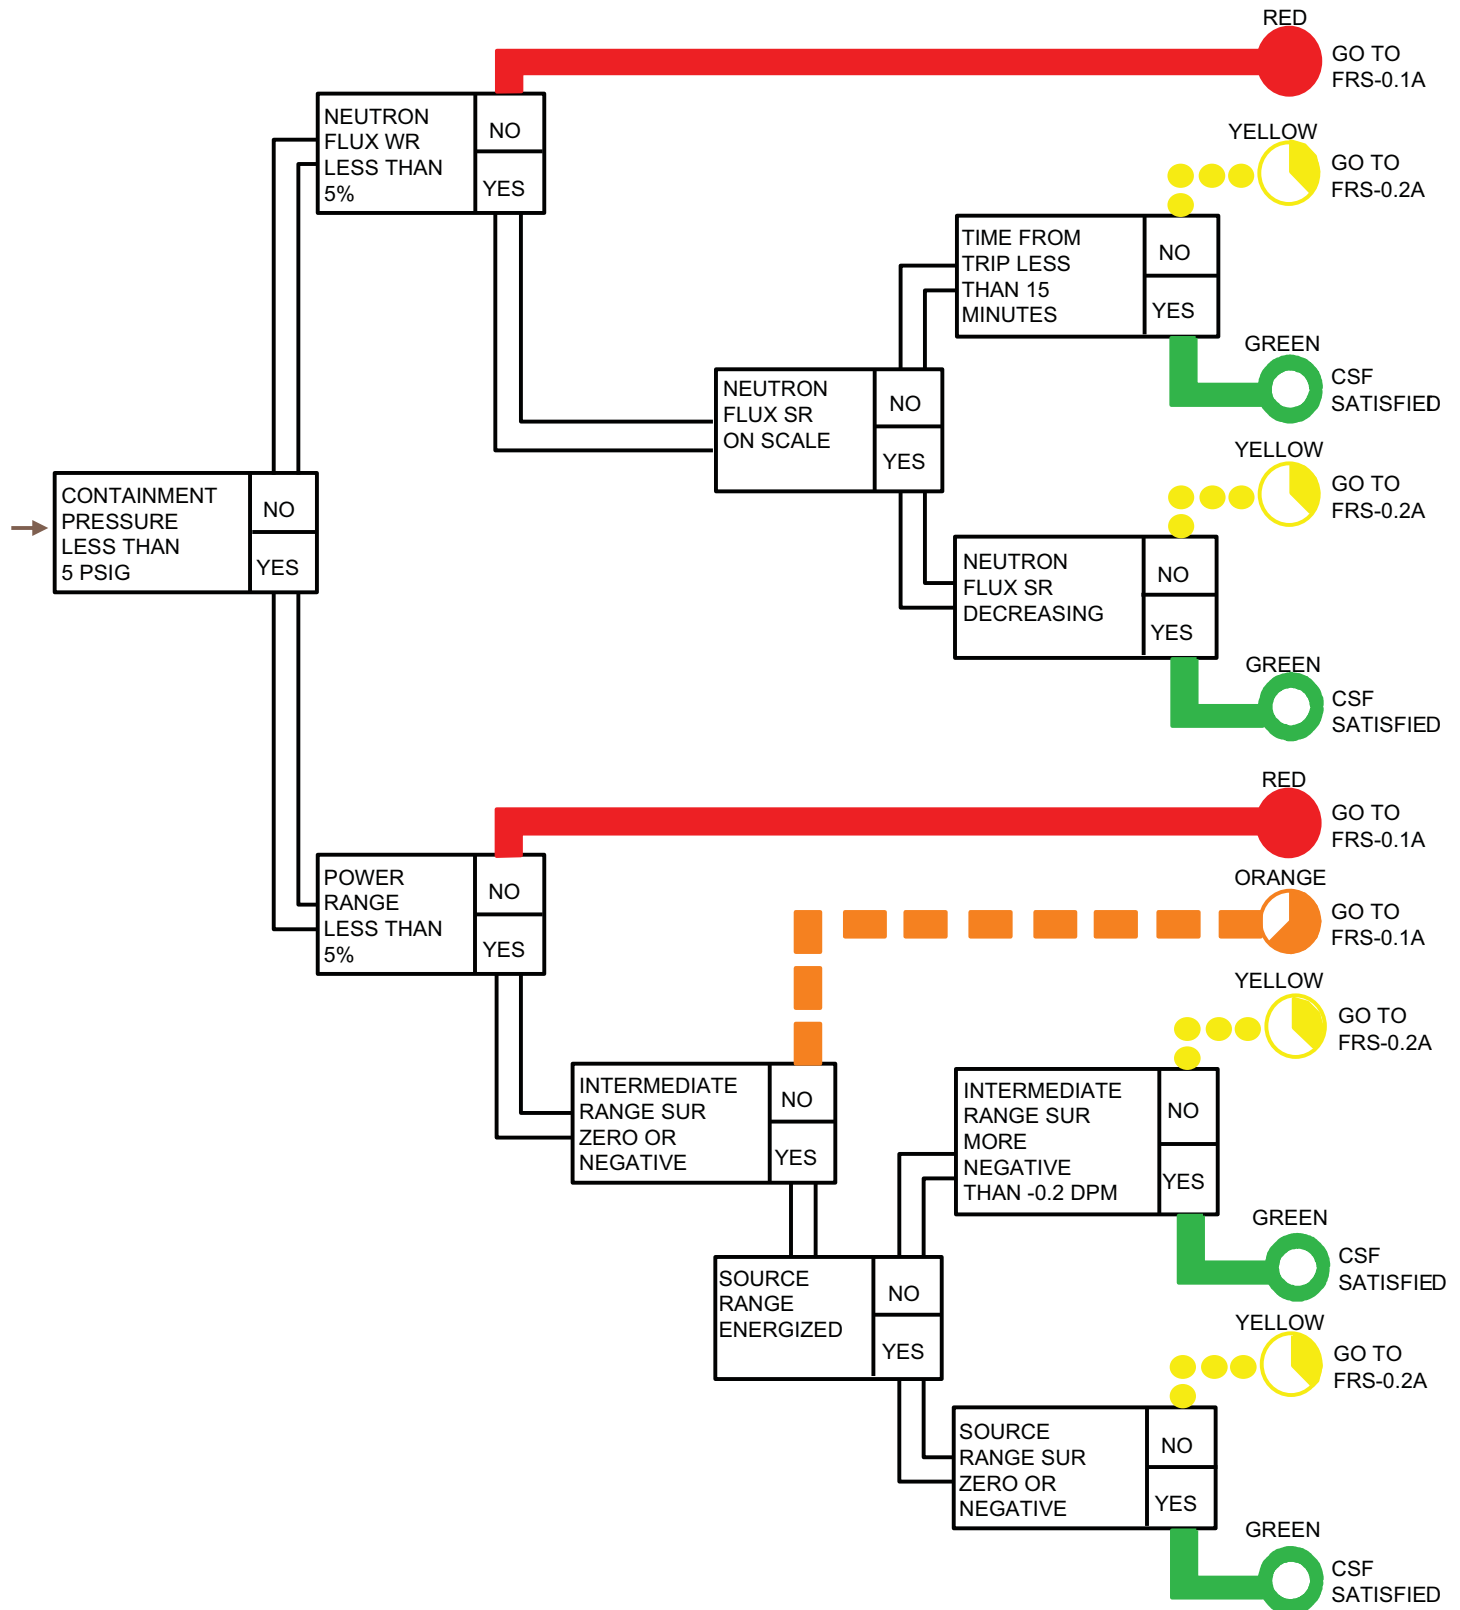 RED
GO TO
FRS-0.1A
NEUTRON
FLUX WR
LESS THAN
5%
NO
YES
YELLOW
GO TO
FRS-0.2A
TIME FROM
TRIP LESS
THAN 15
MINUTES
NO
YES
GREEN
CSF
SATISFIED
NEUTRON
FLUX SR
ON SCALE
NO
YES
YELLOW
GO TO
FRS-0.2A
CONTAINMENT
PRESSURE
LESS THAN
5 PSIG
NO
YES
NEUTRON
FLUX SR
DECREASING
NO
YES
GREEN
CSF
SATISFIED
RED
GO TO
FRS-0.1A
POWER
RANGE
LESS THAN
5%
NO
YES
ORANGE
GO TO
FRS-0.1A
YELLOW
GO TO
FRS-0.2A
INTERMEDIATE
RANGE SUR
ZERO OR
NEGATIVE
NO
YES
INTERMEDIATE
RANGE SUR
MORE
NEGATIVE
THAN -0.2 DPM
NO
YES
GREEN
CSF
SATISFIED
SOURCE
RANGE
ENERGIZED
NO
YES
YELLOW
GO TO
FRS-0.2A
SOURCE
RANGE SUR
ZERO OR
NEGATIVE
NO
YES
GREEN
CSF
SATISFIED